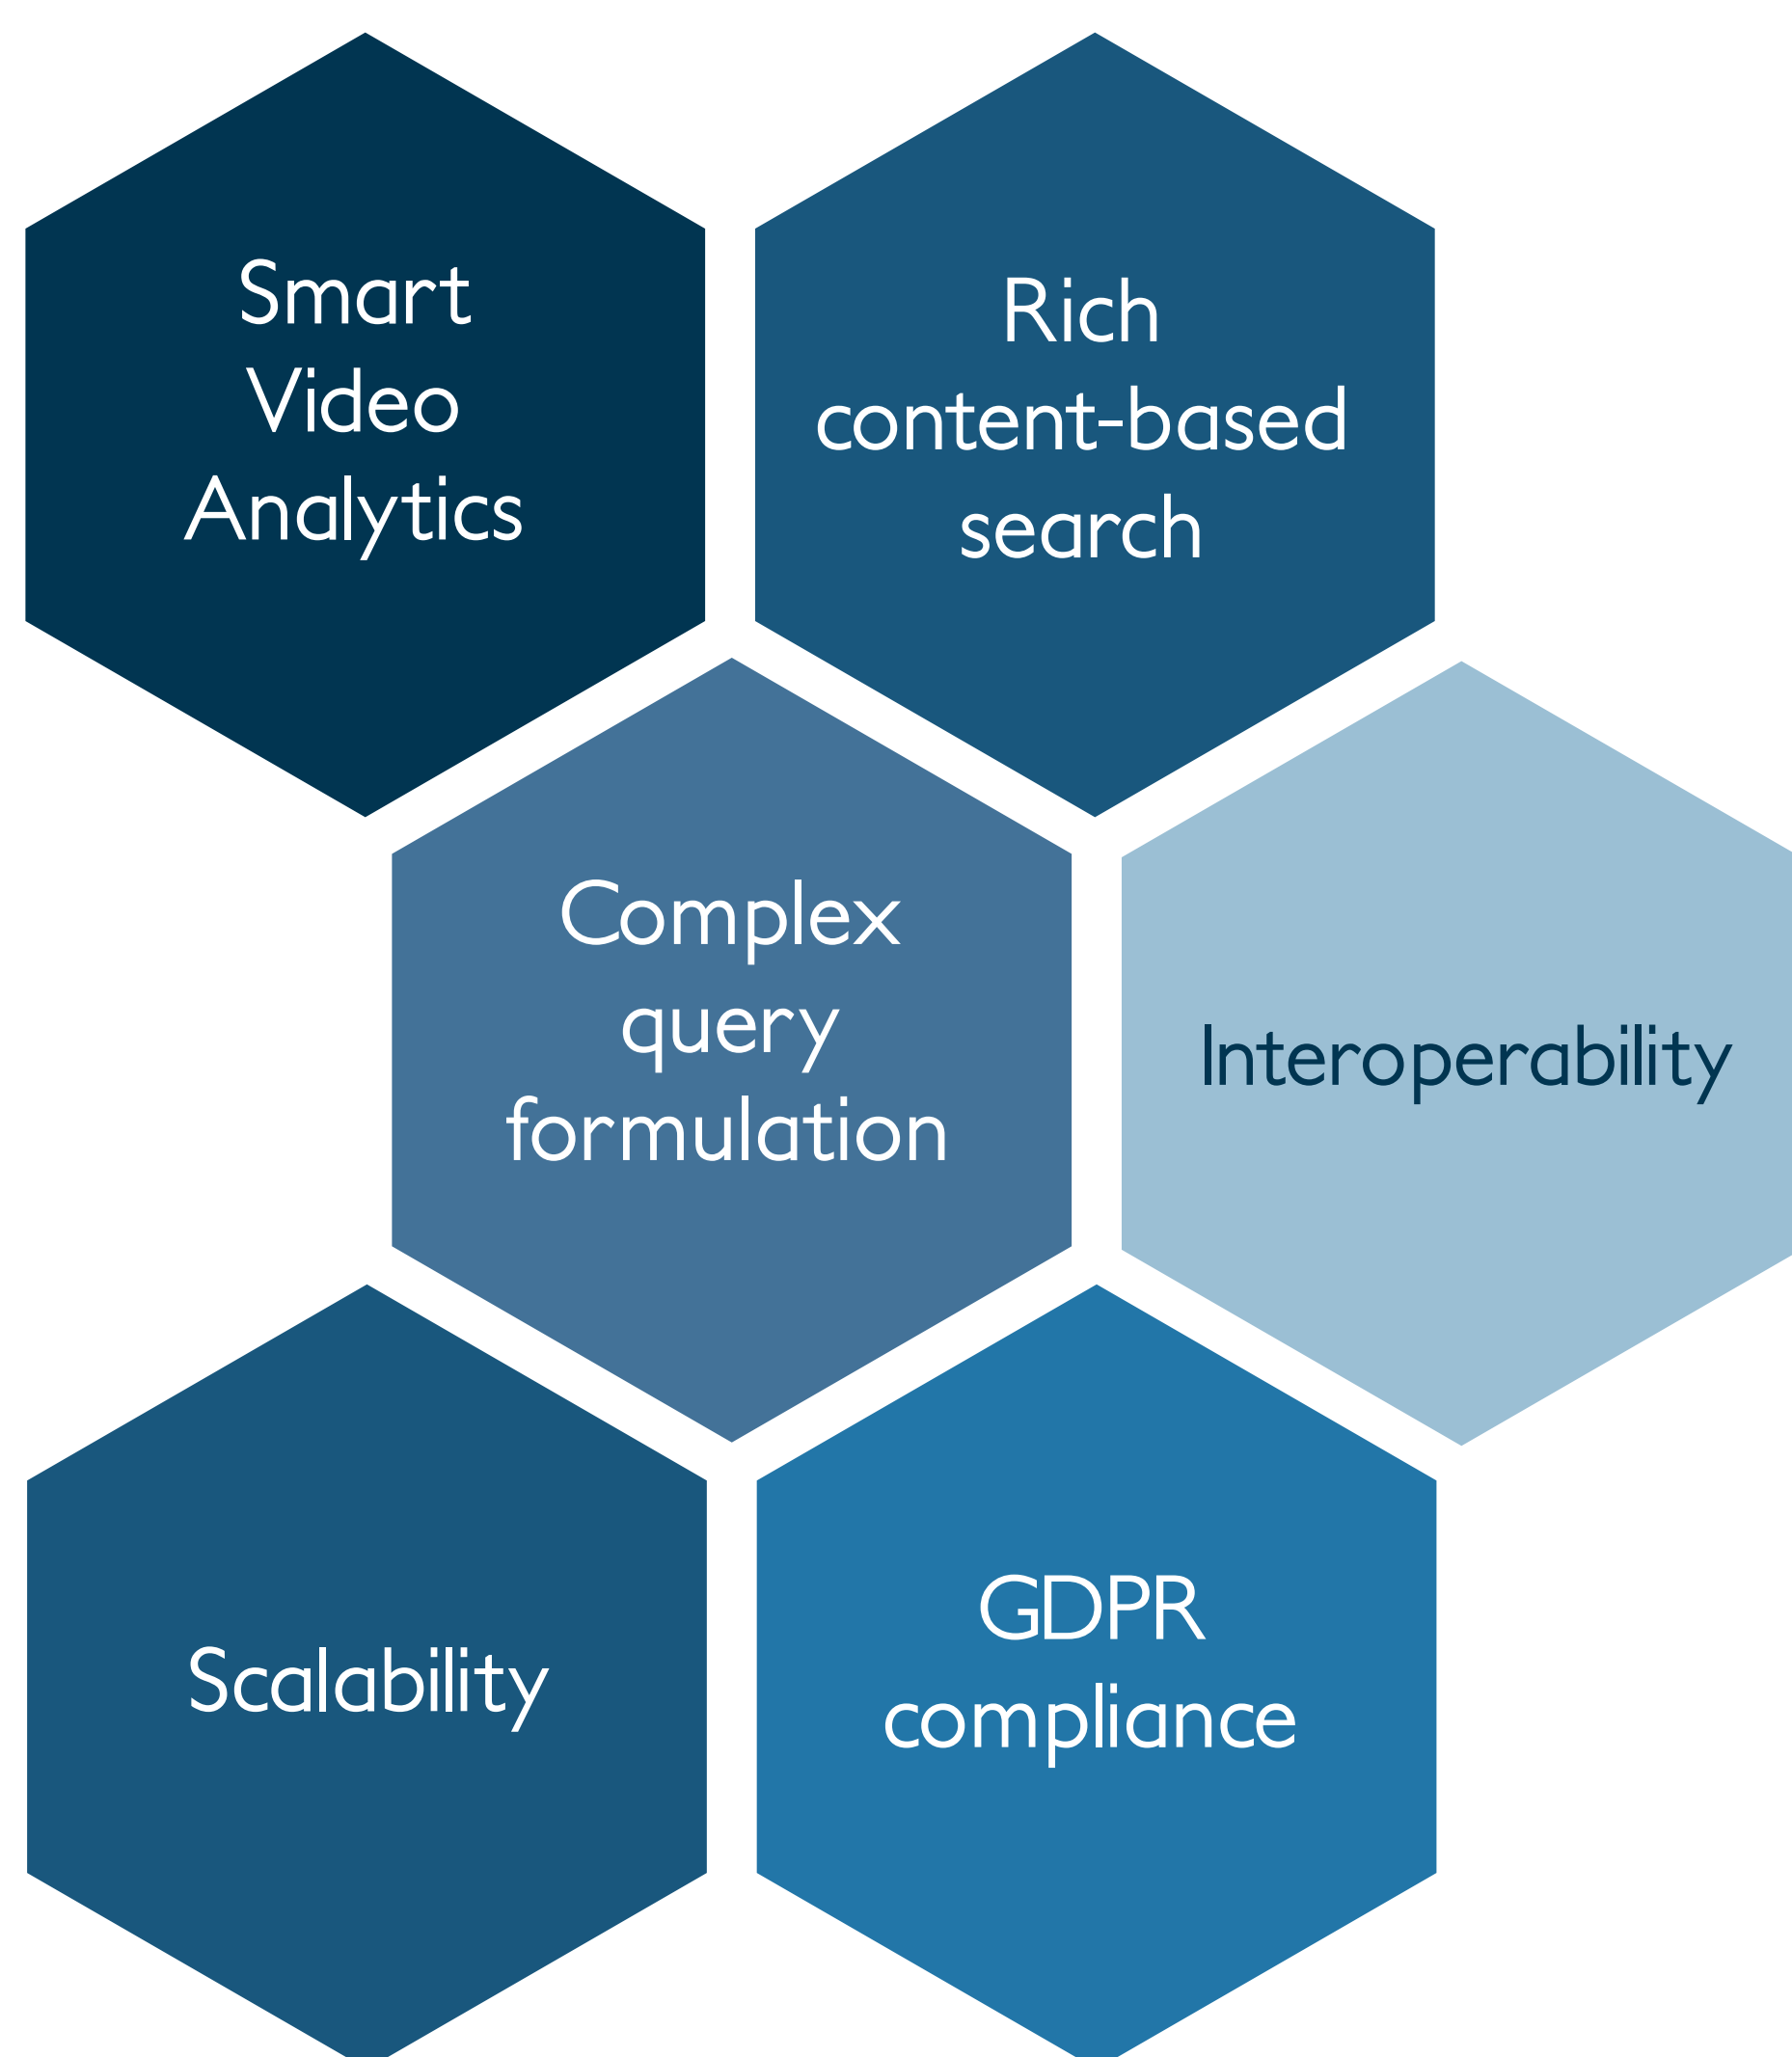 Smart
Video
Analytics
Rich
content-based
search
Complex
query
formulation
Interoperability
Scalability
GDPR
compliance